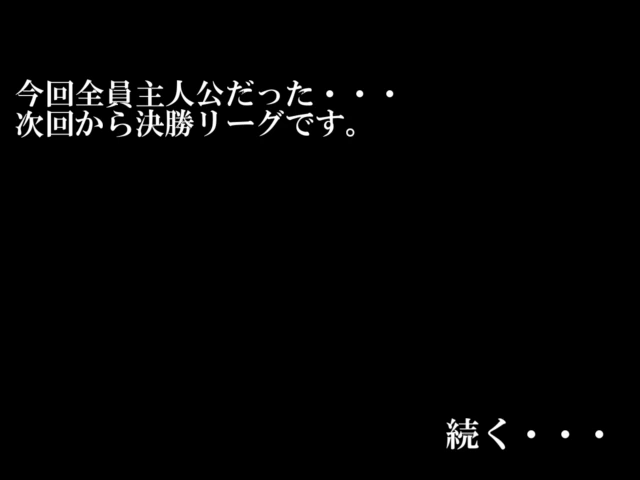 今回全員主人公だった・・・
次回から決勝リーグです。
続く・・・